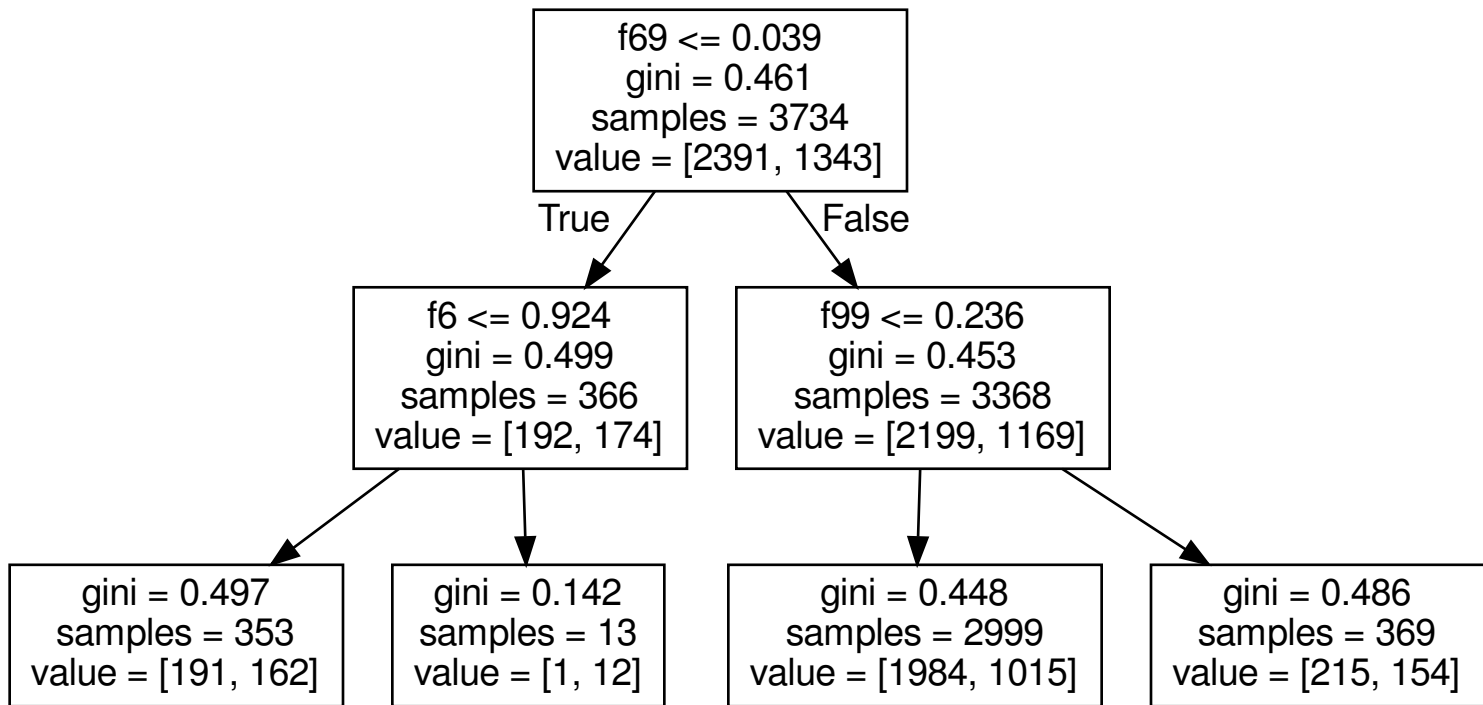 f69 <= 0.039
gini = 0.461
samples = 3734
value = [2391, 1343]
True
False
f6 <= 0.924
gini = 0.499
samples = 366
value = [192, 174]
f99 <= 0.236
gini = 0.453
samples = 3368
value = [2199, 1169]
gini = 0.497
samples = 353
value = [191, 162]
gini = 0.142
samples = 13
value = [1, 12]
gini = 0.448
samples = 2999
value = [1984, 1015]
gini = 0.486
samples = 369
value = [215, 154]